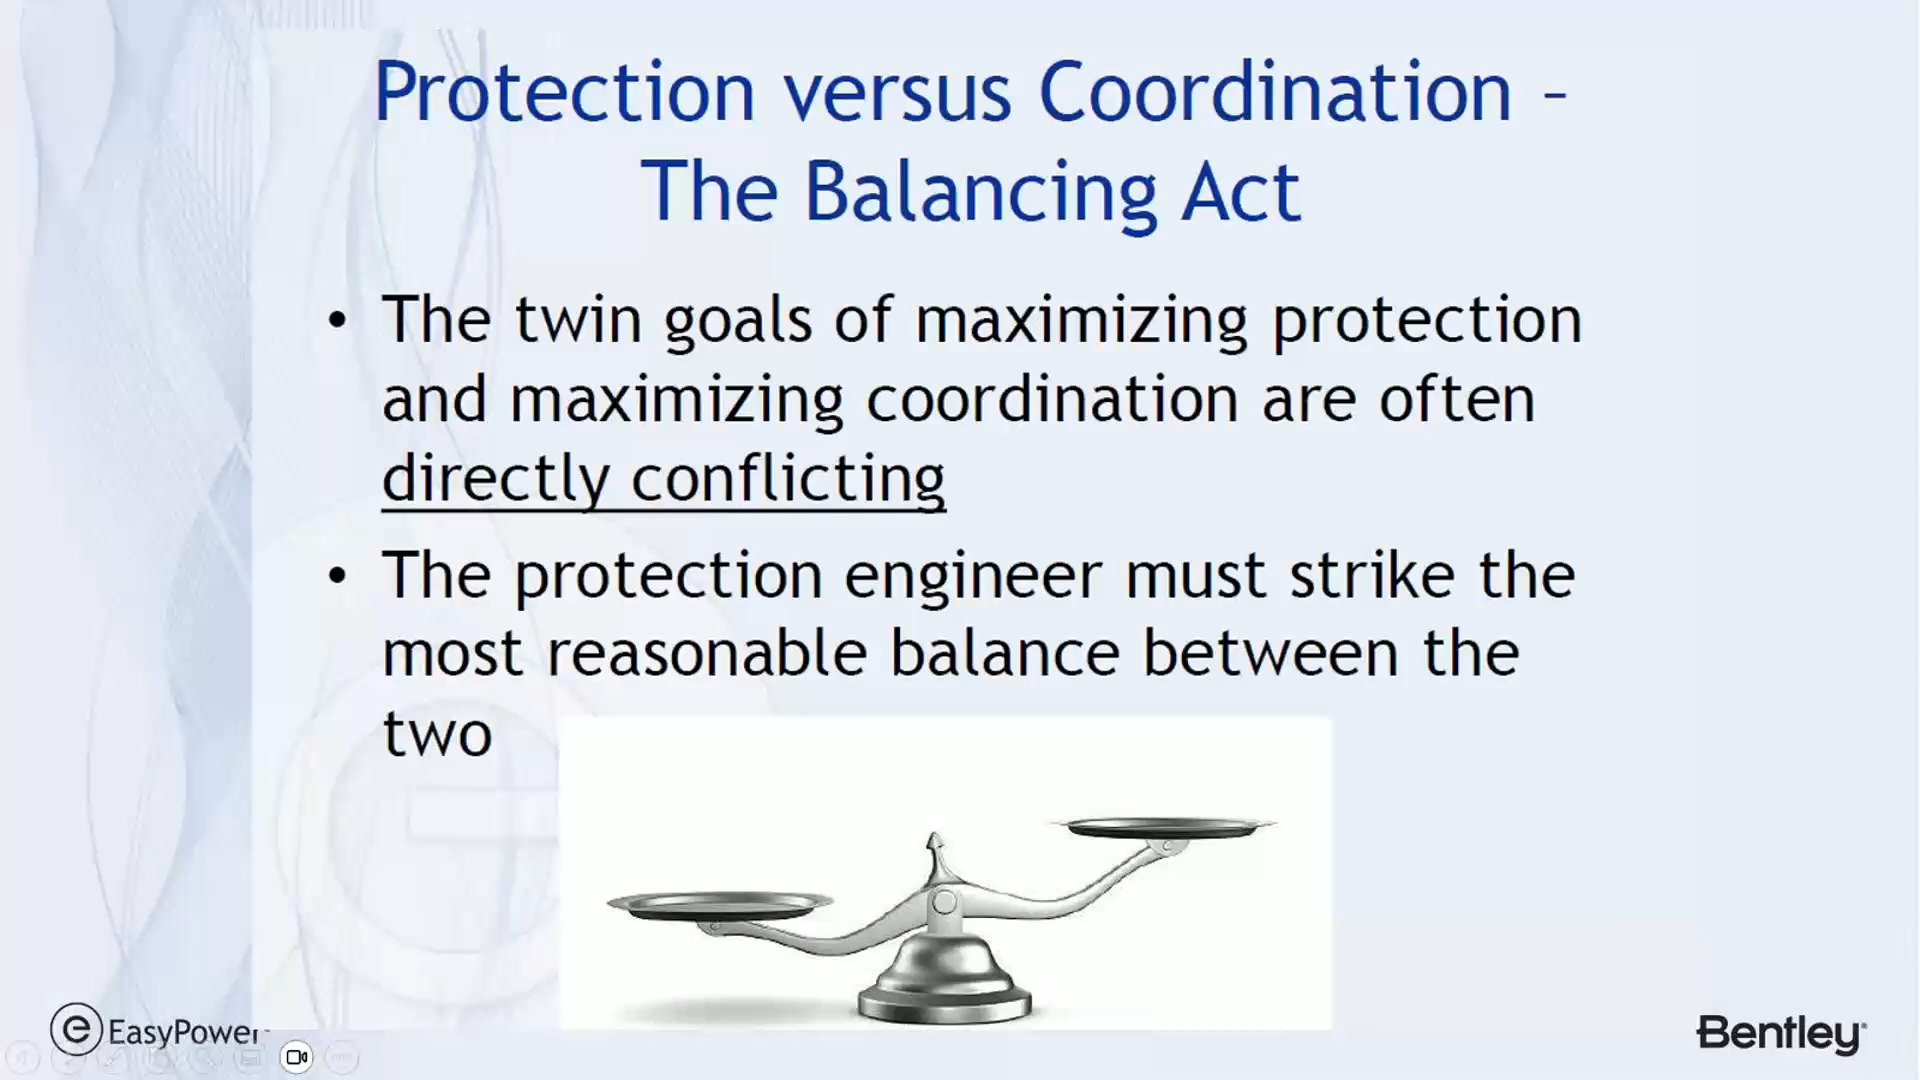 Protection versus Coordination –
The Balancing Act
• The twin goals of maximizing protection
and maximizing coordination are often
directly conflicting
• The protection engineer must strike the
most reasonable balance between the
two
e EasyPower
Bentley